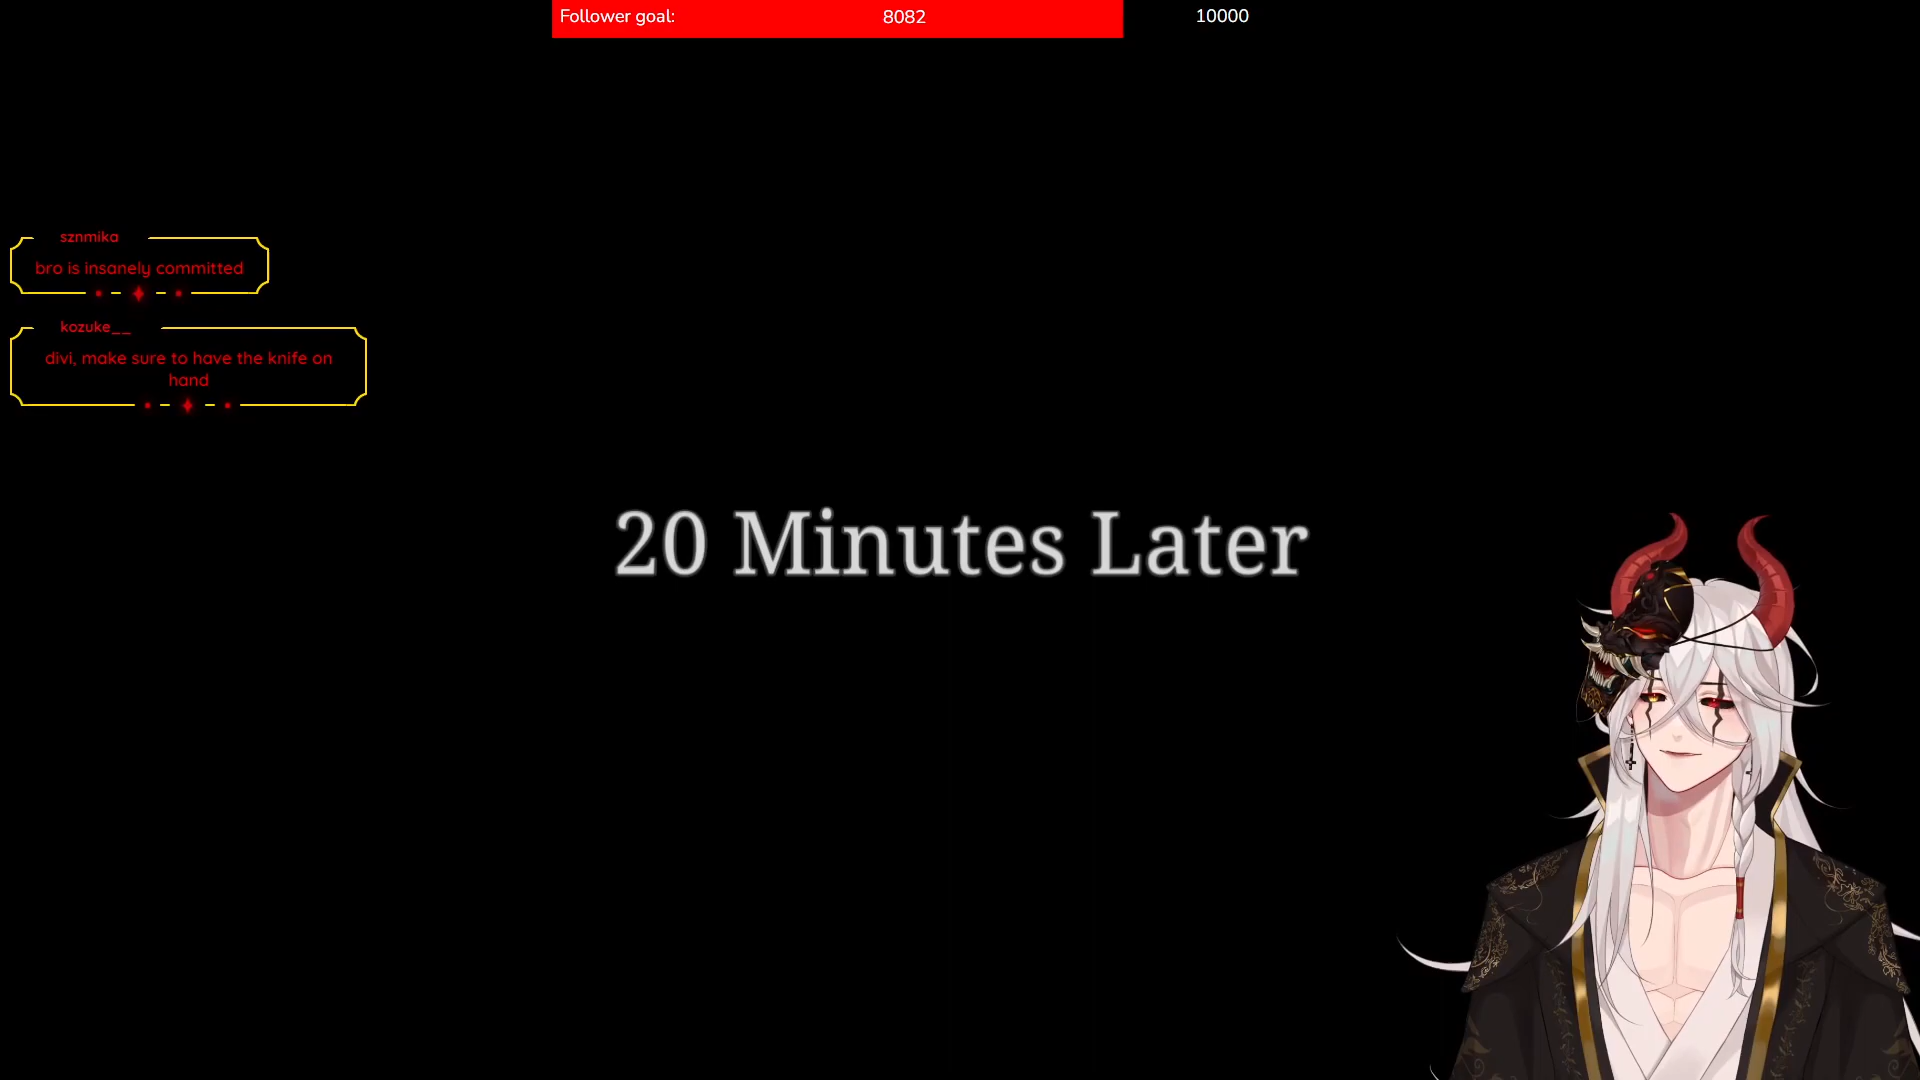 Follower goal: 8082 10000
sznmika
bro is insanely committed
kozuke__
divi, make sure to have the knife on
hand
20 Minutes Later